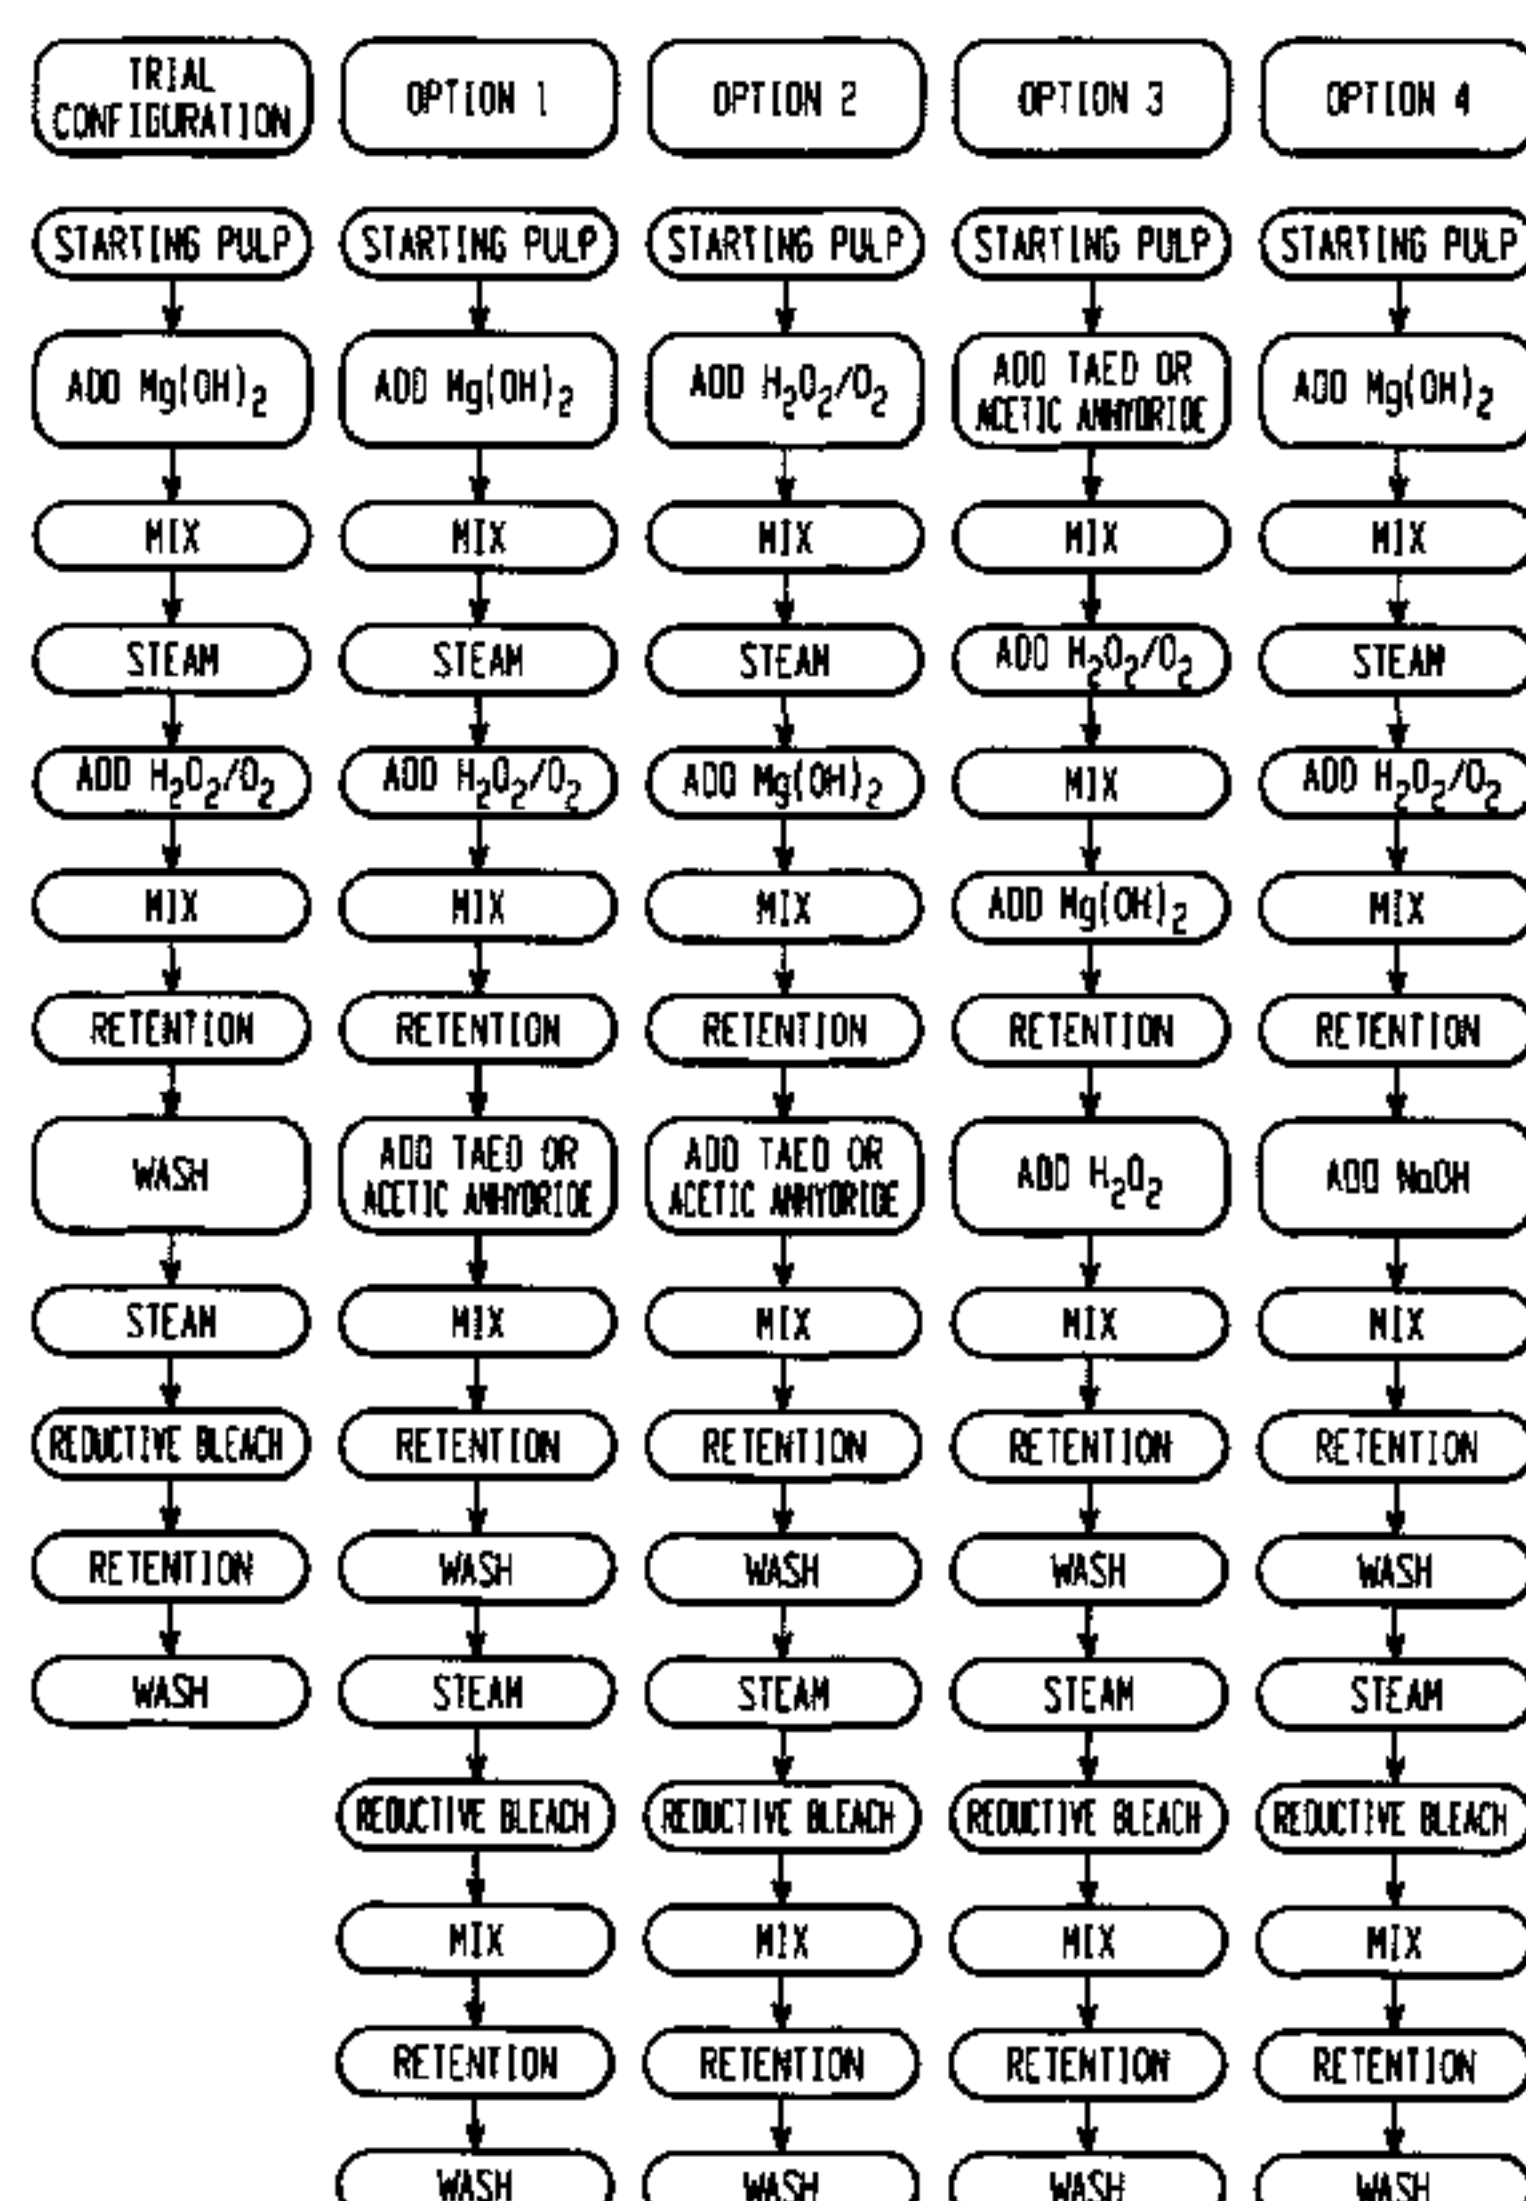 TRIAL
CONFIGURATION
STARTING PULP
ADD Mg(OH)2
MIX
STEAM
ADD H2O2/O2
MIX
RETENTION
WASH
STEAM
REDUCTIVE BLEACH
RETENTION
WASH
OPTION 1
STARTING PULP
ADD Mg(OH)2
MIX
STEAM
ADD H2O2/O2
MIX
RETENTION
ADD TAED OR
ACETIC ANHYDRIDE
MIX
RETENTION
WASH
STEAM
REDUCTIVE BLEACH
MIX
RETENTION
WASH
OPTION 2
STARTING PULP
ADD H2O2/O2
MIX
STEAM
ADD Mg(OH)2
MIX
RETENTION
ADD TAED OR
ACETIC ANHYDRIDE
MIX
RETENTION
WASH
STEAM
REDUCTIVE BLEACH
MIX
RETENTION
WASH
OPTION 3
STARTING PULP
ADD TAED OR
ACETIC ANHYDRIDE
MIX
ADD H2O2/O2
MIX
ADD Mg(OH)2
RETENTION
ADD H2O2
MIX
RETENTION
WASH
STEAM
REDUCTIVE BLEACH
MIX
RETENTION
WASH
OPTION 4
STARTING PULP
ADD Mg(OH)2
MIX
STEAM
ADD H2O2/O2
MIX
RETENTION
ADD NaOH
MIX
RETENTION
WASH
STEAM
REDUCTIVE BLEACH
MIX
RETENTION
WASH